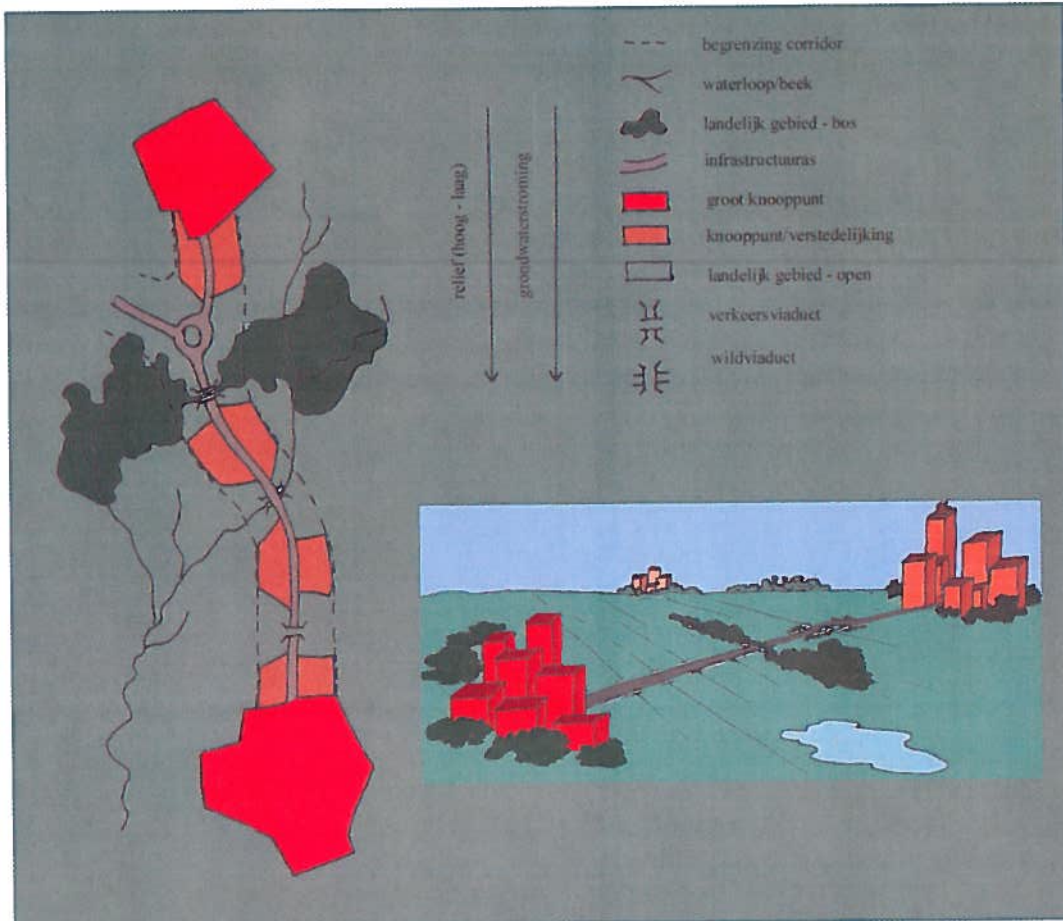 begrenzing corridor
waterloop/beek
landelijk gebied - bos
infrastructuuras
groot knooppunt
knooppunt/verstedelijking
landelijk gebied - open
verkeersviaduct
wildviaduct
relief (hoog - laag)
grondwaterstroming